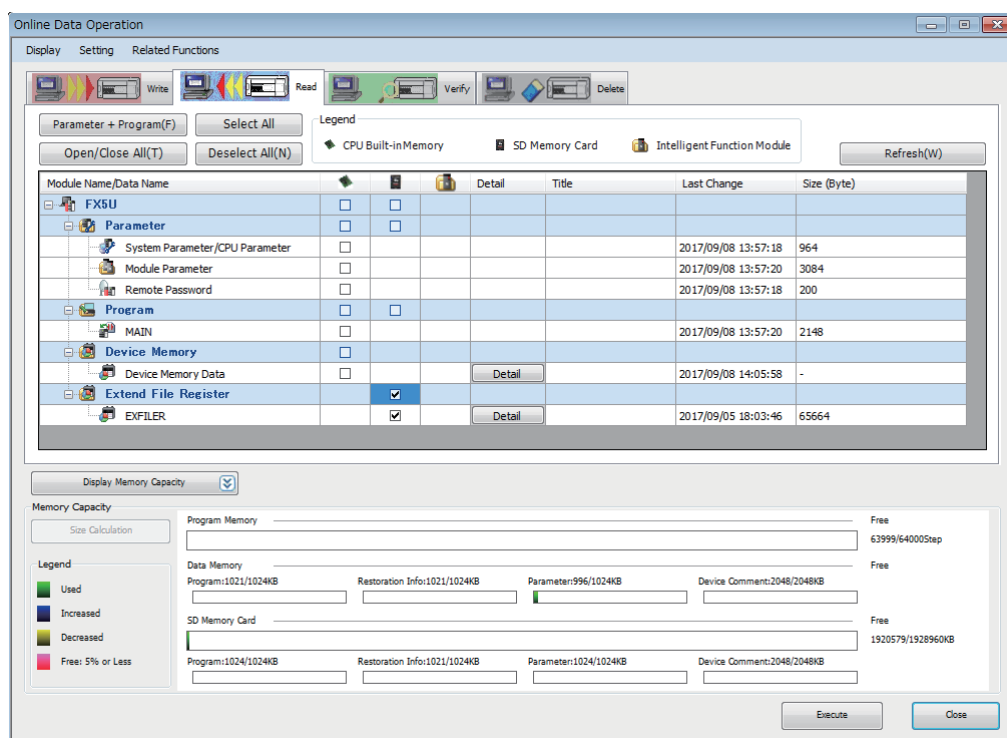 Online Data Operation
Display Setting Related Functions
Write Read Verify Delete
Parameter + Program(F) Select All Legend
CPU Built-inMemory SD Memory Card Intelligent Function Module
Open/Close All(T) Deselect All(N) Refresh(W)
Module Name/Data Name Detail Title Last Change Size (Byte)
FX5U
Parameter
System Parameter/CPU Parameter 2017/09/08 13:57:18 964
Module Parameter 2017/09/08 13:57:20 3084
Remote Password 2017/09/08 13:57:18 200
Program
MAIN 2017/09/08 13:57:20 2148
Device Memory
Device Memory Data Detail 2017/09/08 14:05:58 -
Extend File Register
EXFILER Detail 2017/09/05 18:03:46 65664
Display Memory Capacity
Memory Capacity
Size Calculation
Program Memory Free
63999/64000Step
Legend
Used
Increased
Decreased
Free: 5% or Less
Data Memory Free
Program:1021/1024KB Restoration Info:1021/1024KB Parameter:996/1024KB Device Comment:2048/2048KB
SD Memory Card Free
1920579/1928960KB
Program:1024/1024KB Restoration Info:1021/1024KB Parameter:1024/1024KB Device Comment:2048/2048KB
Execute Close